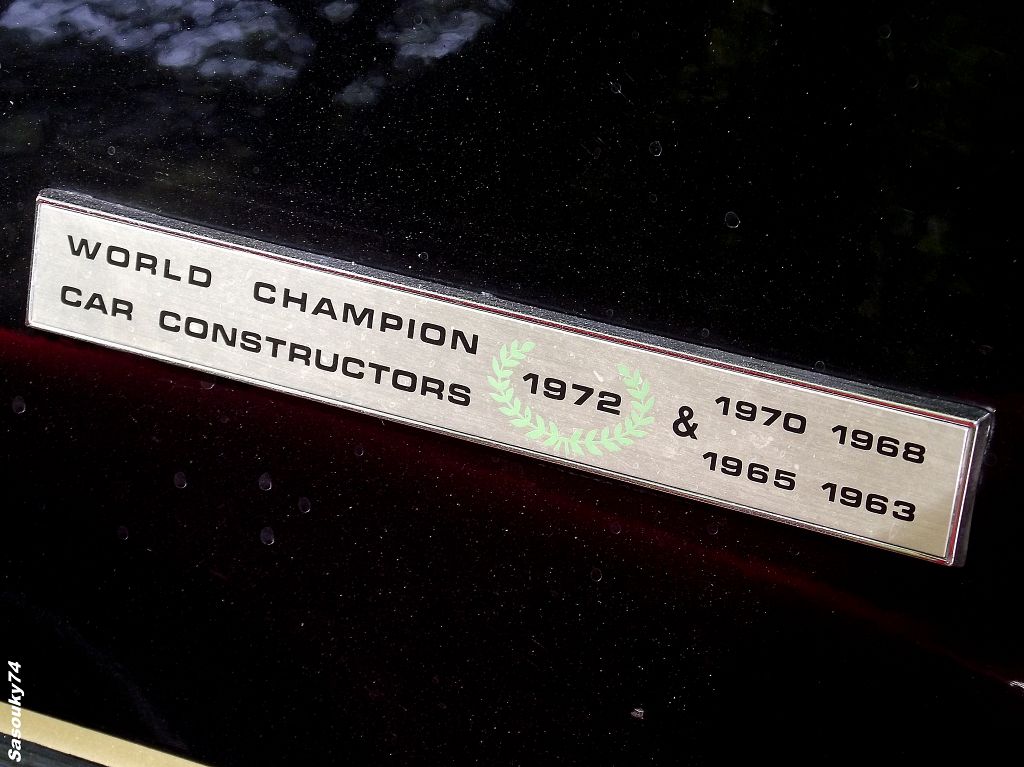 WORLD CHAMPION
CAR CONSTRUCTORS
1972
& 
1970 1968
1965 1963
Sasouky74